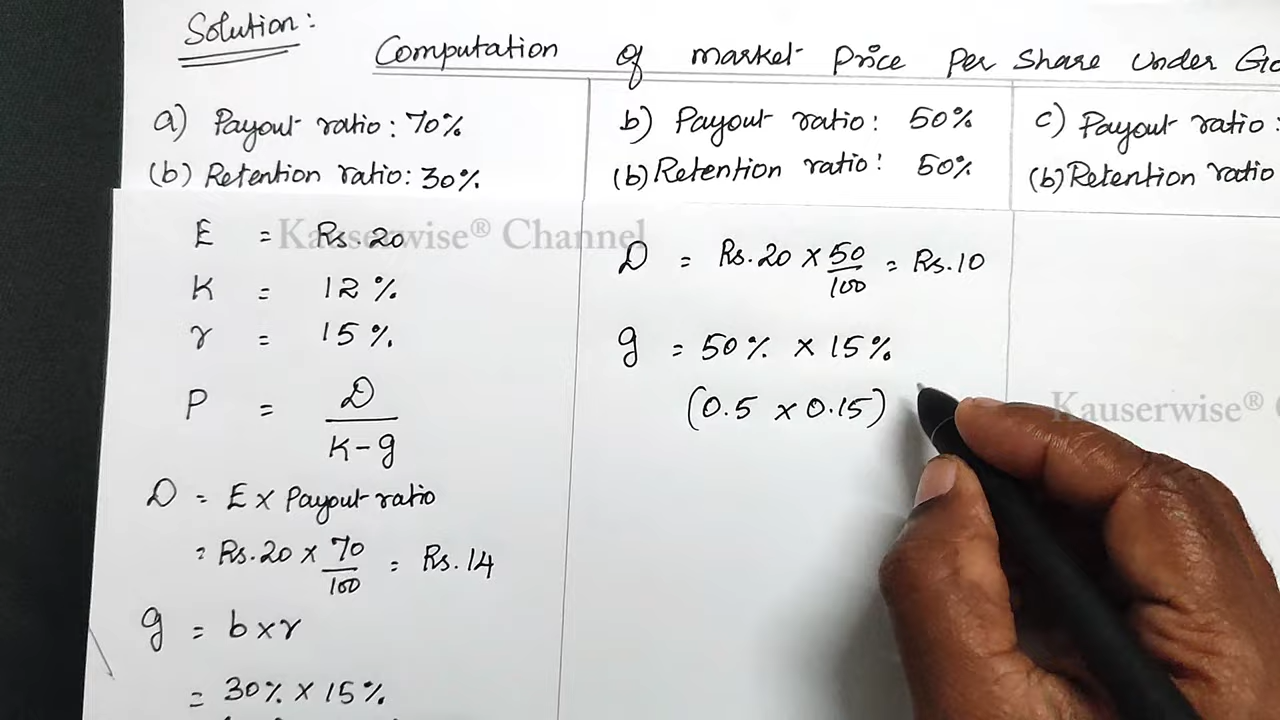 Solution:
Computation of market Price Per Share Under
a) Payout ratio: 70%
(b) Retention ratio: 30%
E = Rs. 20
K = 12%
r = 15%
P = D / K-g
D = E x Payout ratio
= Rs. 20 x 70/100 = Rs. 14
g = b x r
= 30% x 15%
b) Payout ratio: 50%
(b) Retention ratio: 50%
D = Rs. 20 x 50/100 = Rs. 10
g = 50% x 15%
(0.5 x 0.15)
c) Payout ratio:
(b) Retention ratio
Kauserwise® Channel
Kauserwise®